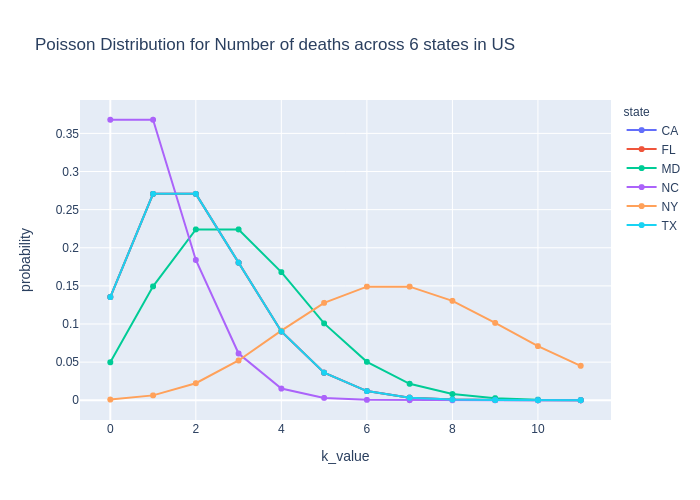 Poisson Distribution for Number of deaths across 6 states in US
state
CA
FL
MD
NC
NY
TX
probability
0.35
0.3
0.25
0.2
0.15
0.1
0.05
0
0 2 4 6 8 10
k_value